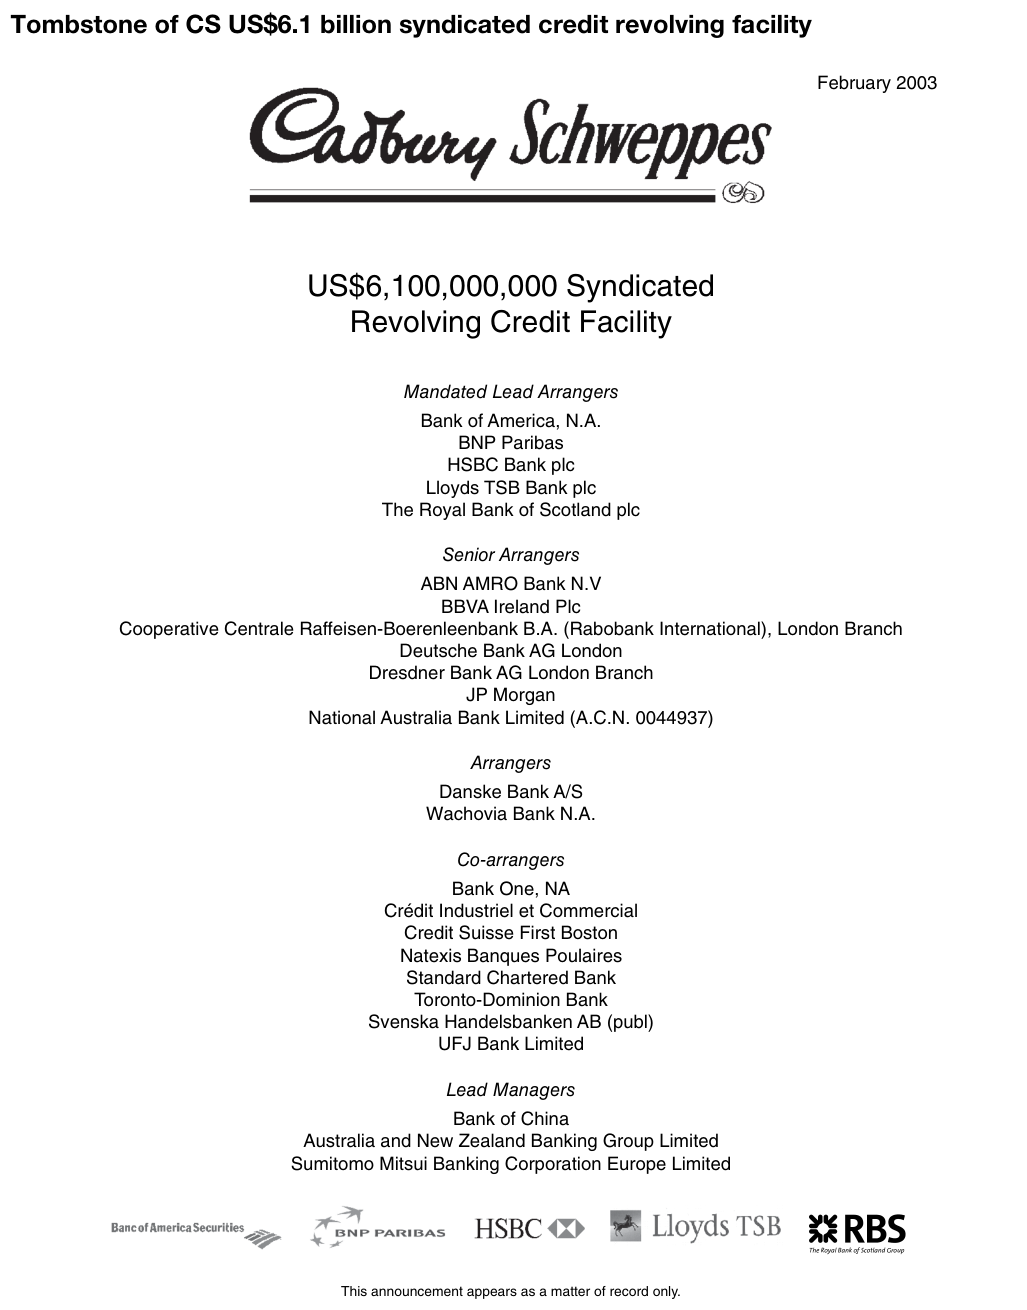 Tombstone of CS US$6.1 billion syndicated credit revolving facility
February 2003
Cadbury Schweppes
US$6,100,000,000 Syndicated
Revolving Credit Facility
Mandated Lead Arrangers
Bank of America, N.A.
BNP Paribas
HSBC Bank plc
Lloyds TSB Bank plc
The Royal Bank of Scotland plc
Senior Arrangers
ABN AMRO Bank N.V
BBVA Ireland Plc
Cooperative Centrale Raffeisen-Boerenleenbank B.A. (Rabobank International), London Branch
Deutsche Bank AG London
Dresdner Bank AG London Branch
JP Morgan
National Australia Bank Limited (A.C.N. 0044937)
Arrangers
Danske Bank A/S
Wachovia Bank N.A.
Co-arrangers
Bank One, NA
Crédit Industriel et Commercial
Credit Suisse First Boston
Natexis Banques Poulaires
Standard Chartered Bank
Toronto-Dominion Bank
Svenska Handelsbanken AB (publ)
UFJ Bank Limited
Lead Managers
Bank of China
Australia and New Zealand Banking Group Limited
Sumitomo Mitsui Banking Corporation Europe Limited
Banc of America Securities BNP PARIBAS HSBC Lloyds TSB RBS
The Royal Bank of Scotland Group
This announcement appears as a matter of record only.